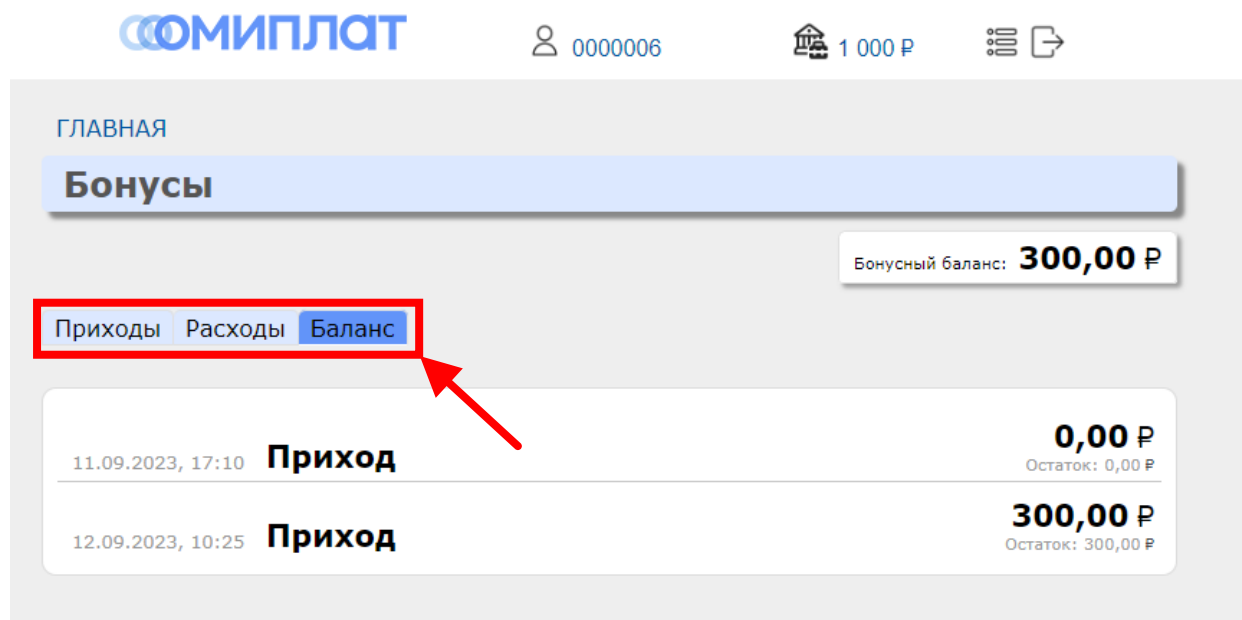 омиплат
0000006
1 000 ₽
ГЛАВНАЯ
Бонусы
Бонусный баланс: 300,00 ₽
Приходы Расходы Баланс
11.09.2023, 17:10 Приход 0,00 ₽
Остаток: 0,00 ₽
12.09.2023, 10:25 Приход 300,00 ₽
Остаток: 300,00 ₽